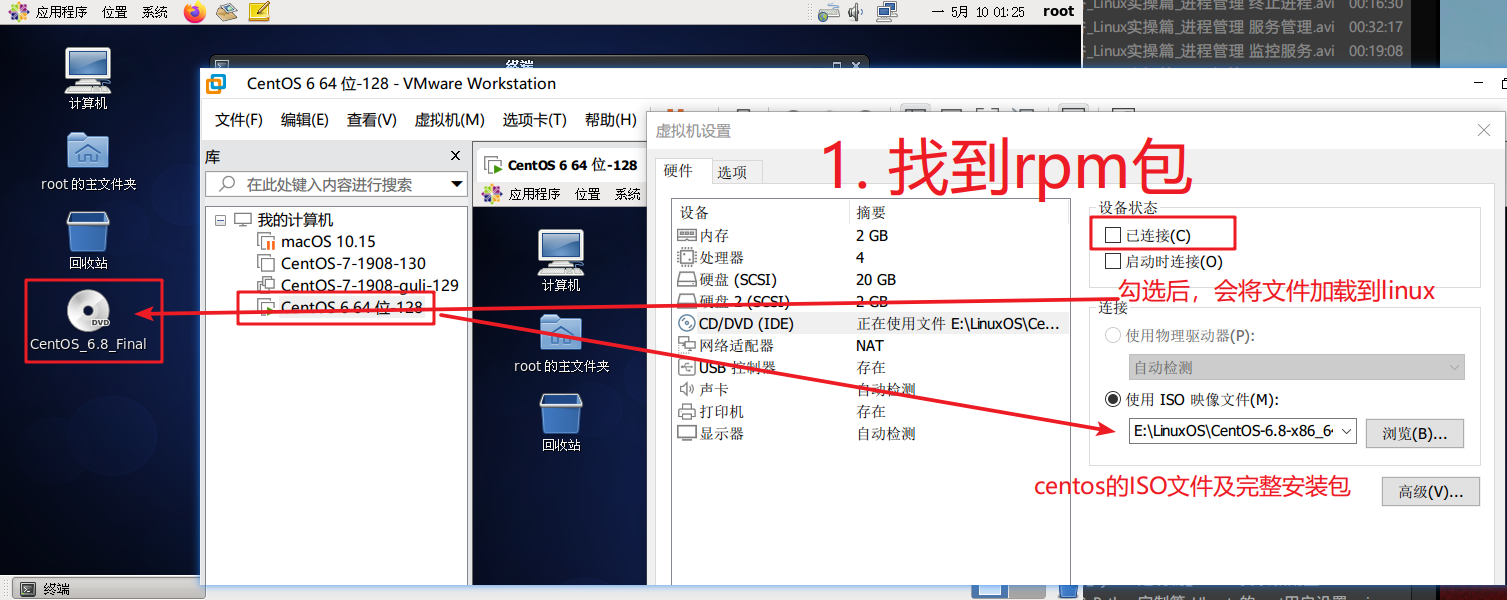 应用程序 位置 系统
一 5月 10 01:25 root
_Linux实操篇_进程管理 终止进程.avi 00:16:30
_Linux实操篇_进程管理 服务管理.avi 00:32:17
_Linux实操篇_进程管理 监控服务.avi 00:19:08
终端
计算机
root 的主文件夹
回收站
DVD
CentOS_6.8_Final
终端
CentOS 6 64 位-128 - VMware Workstation
文件(F) 编辑(E) 查看(V) 虚拟机(M) 选项卡(T) 帮助(H)
库
在此处键入内容进行搜索
我的计算机
macOS 10.15
CentOS-7-1908-130
CentOS-7-1908-guli-129
CentOS 6 64 位-128
CentOS 6 64 位-128
应用程序 位置 系统
计算机
root 的主文件夹
回收站
虚拟机设置
1. 找到rpm包
硬件 选项
设备 摘要
内存 2 GB
处理器 4
硬盘 (SCSI) 20 GB
硬盘 2 (SCSI) 2 GB
CD/DVD (IDE) 正在使用文件 E:\LinuxOS\Ce...
网络适配器 NAT
USB 控制器 存在
声卡 自动检测
打印机 存在
显示器 自动检测
设备状态
已连接(C)
启动时连接(O)
勾选后，会将文件加载到linux
连接
使用物理驱动器(P):
自动检测
使用 ISO 映像文件(M):
E:\LinuxOS\CentOS-6.8-x86_6
浏览(B)...
centos的ISO文件及完整安装包
高级(V)...